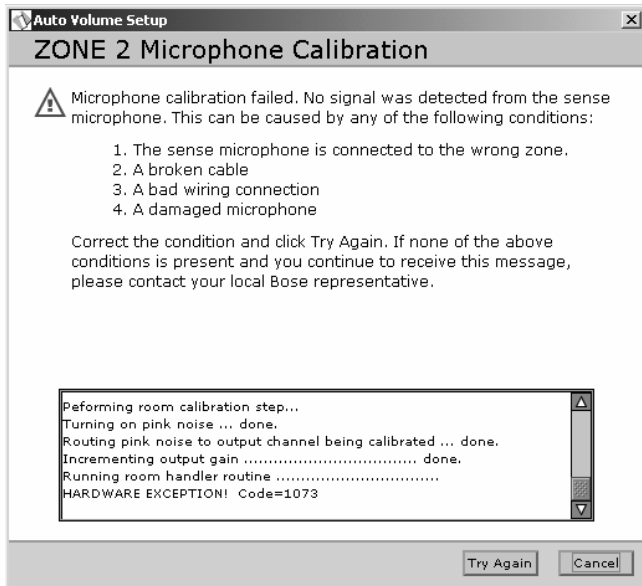 Auto Volume Setup
ZONE 2 Microphone Calibration
Microphone calibration failed. No signal was detected from the sense
microphone. This can be caused by any of the following conditions:
1. The sense microphone is connected to the wrong zone.
2. A broken cable
3. A bad wiring connection
4. A damaged microphone
Correct the condition and click Try Again. If none of the above
conditions is present and you continue to receive this message,
please contact your local Bose representative.
Peforming room calibration step...
Turning on pink noise ... done.
Routing pink noise to output channel being calibrated ... done.
Incrementing output gain ................................... done.
Running room handler routine .................................
HARDWARE EXCEPTION! Code=1073
Try Again
Cancel